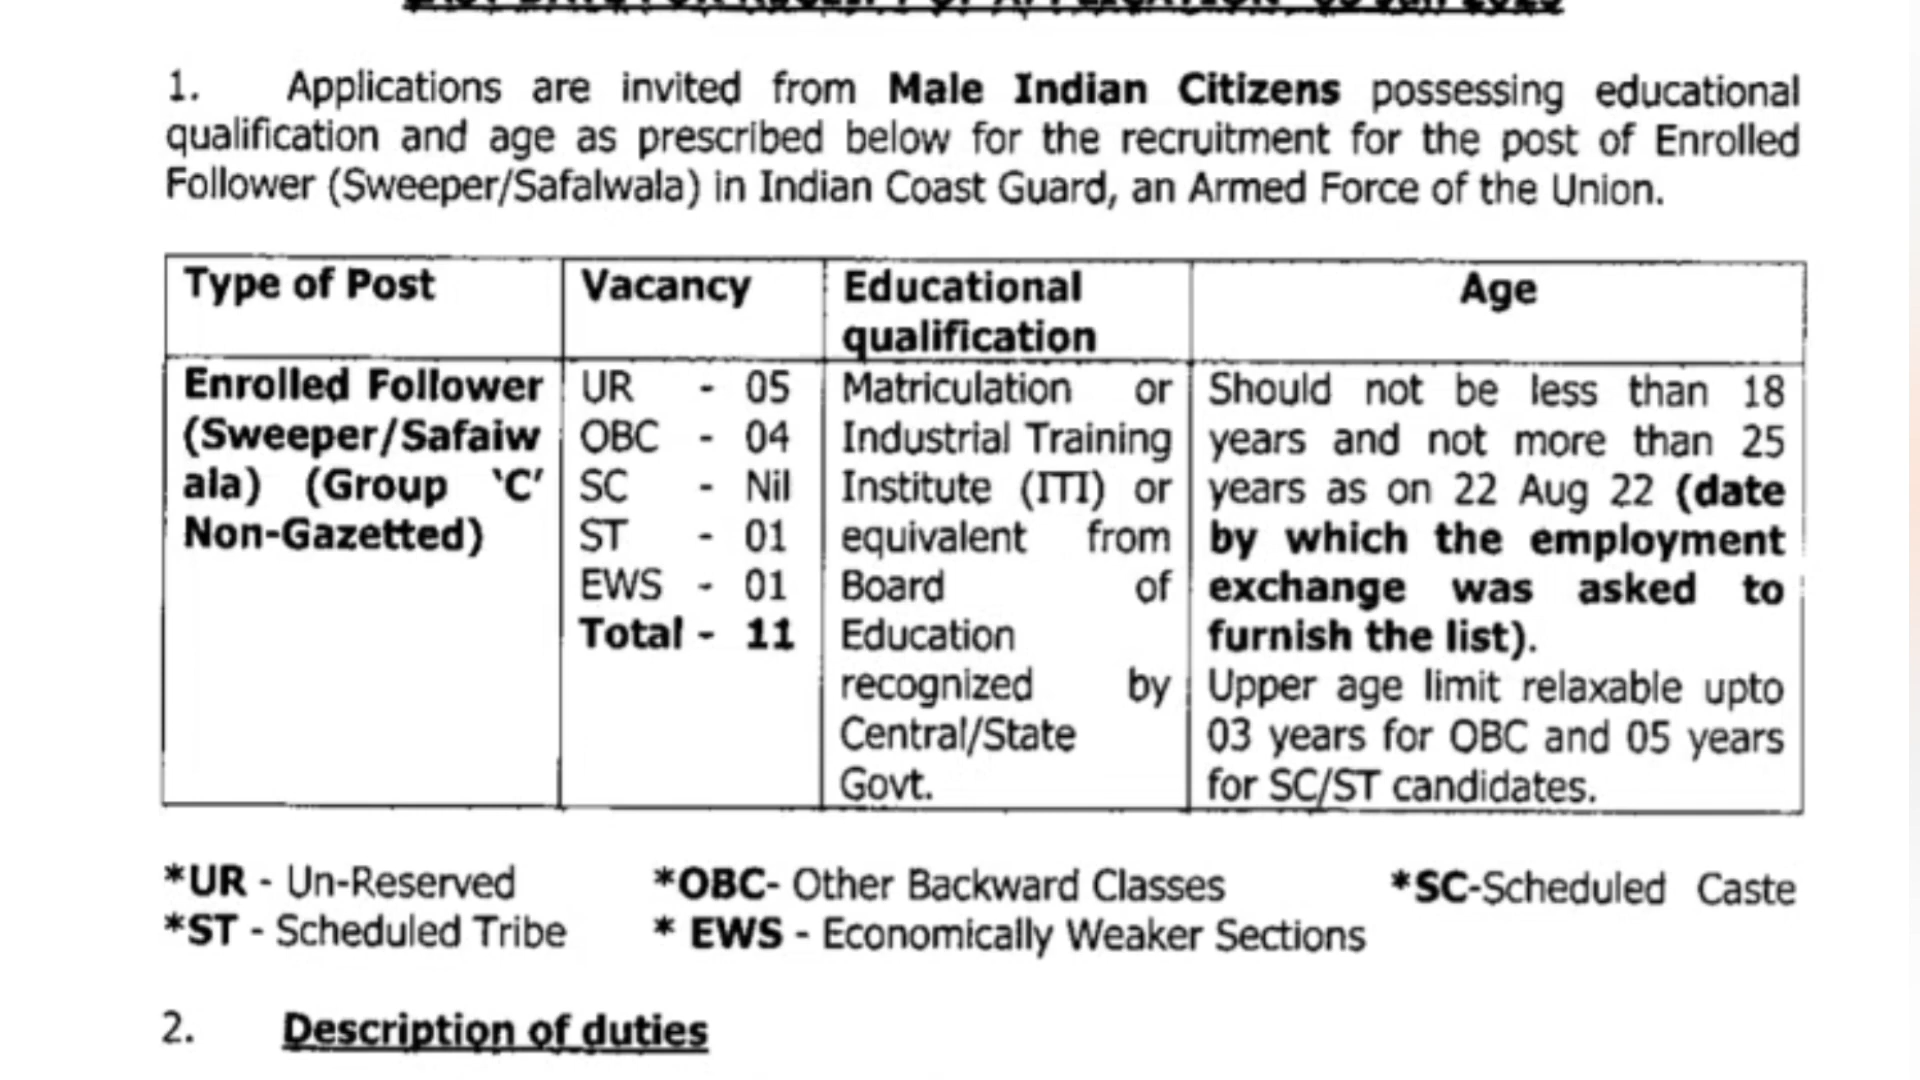 1. Applications are invited from Male Indian Citizens possessing educational
qualification and age as prescribed below for the recruitment for the post of Enrolled
Follower (Sweeper/Safalwala) in Indian Coast Guard, an Armed Force of the Union.
Type of Post
Vacancy
Educational
qualification
Age
Enrolled Follower
(Sweeper/Safaiw
ala) (Group ‘C’
Non-Gazetted)
UR - 05
OBC - 04
SC - Nil
ST - 01
EWS - 01
Total - 11
Matriculation or
Industrial Training
Institute (ITI) or
equivalent from
Board of
Education
recognized by
Central/State
Govt.
Should not be less than 18
years and not more than 25
years as on 22 Aug 22 (date
by which the employment
exchange was asked to
furnish the list).
Upper age limit relaxable upto
03 years for OBC and 05 years
for SC/ST candidates.
*UR - Un-Reserved *OBC- Other Backward Classes *SC-Scheduled Caste
*ST - Scheduled Tribe * EWS - Economically Weaker Sections
2. Description of duties